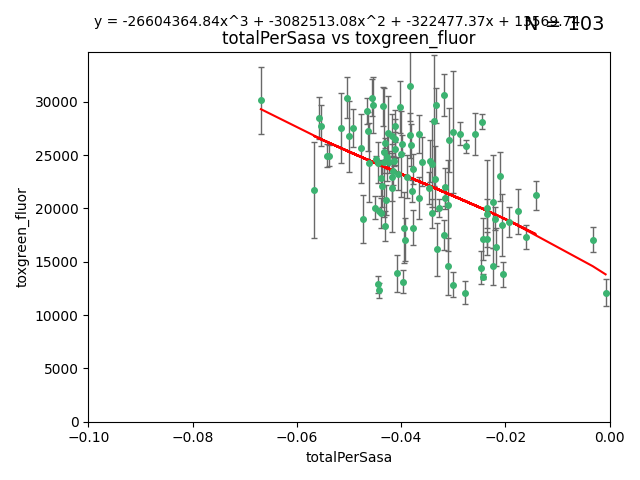 y = -26604364.84x^3 + -3082513.08x^2 + -322477.37x + 13569.74
N = 103
totalPerSasa vs toxgreen_fluor
30000
25000
20000
15000
10000
5000
0
toxgreen_fluor
−0.10 −0.08 −0.06 −0.04 −0.02 0.00
totalPerSasa